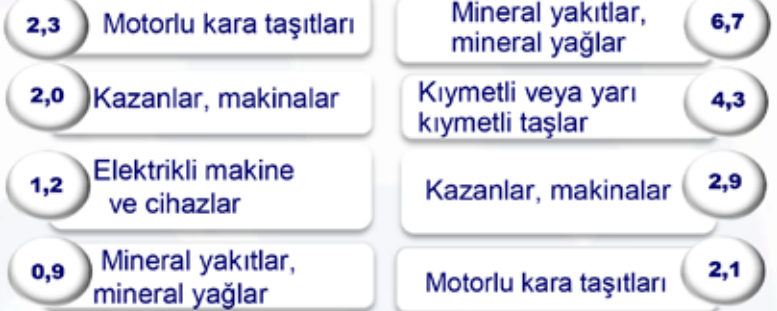 2,3
Motorlu kara taşıtları
2,0
Kazanlar, makinalar
1,2
Elektrikli makine
ve cihazlar
0,9
Mineral yakıtlar,
mineral yağlar
Mineral yakıtlar,
mineral yağlar
6,7
Kıymetli veya yarı
kıymetli taşlar
4,3
Kazanlar, makinalar
2,9
Motorlu kara taşıtları
2,1